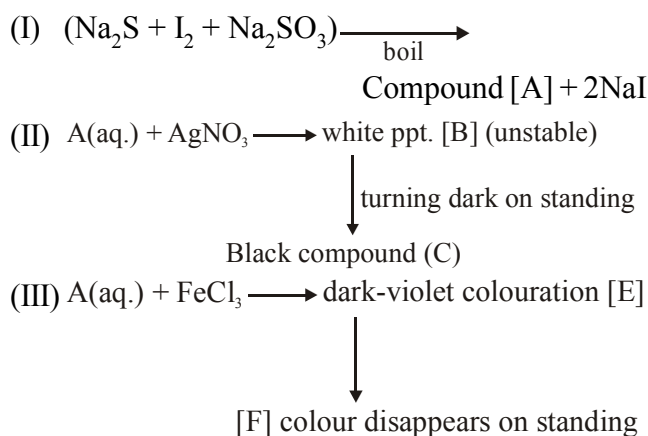 (I) (Na₂S + I₂ + Na₂SO₃) ⟶
boil
Compound [A] + 2NaI
(II) A(aq.) + AgNO₃ ⟶ white ppt. [B] (unstable)
turning dark on standing
Black compound (C)
(III) A(aq.) + FeCl₃ ⟶ dark-violet colouration [E]
[F] colour disappears on standing